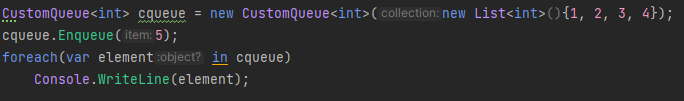 CustomQueue<int> cqueue = new CustomQueue<int>( collection: new List<int>(){1, 2, 3, 4});
cqueue.Enqueue( item: 5);
foreach(var element :object? in cqueue)
Console.WriteLine(element);